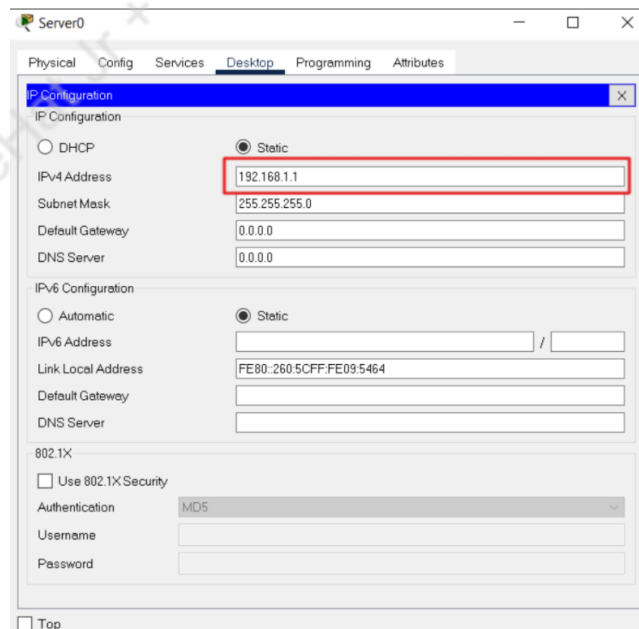 Server0
Physical Config Services Desktop Programming Attributes
IP Configuration
IP Configuration
DHCP Static
IPv4 Address 192.168.1.1
Subnet Mask 255.255.255.0
Default Gateway 0.0.0.0
DNS Server 0.0.0.0
IPv6 Configuration
Automatic Static
IPv6 Address /
Link Local Address FE80::260:5CFF:FE09:5464
Default Gateway
DNS Server
802.1X
Use 802.1X Security
Authentication MD5
Username
Password
Top